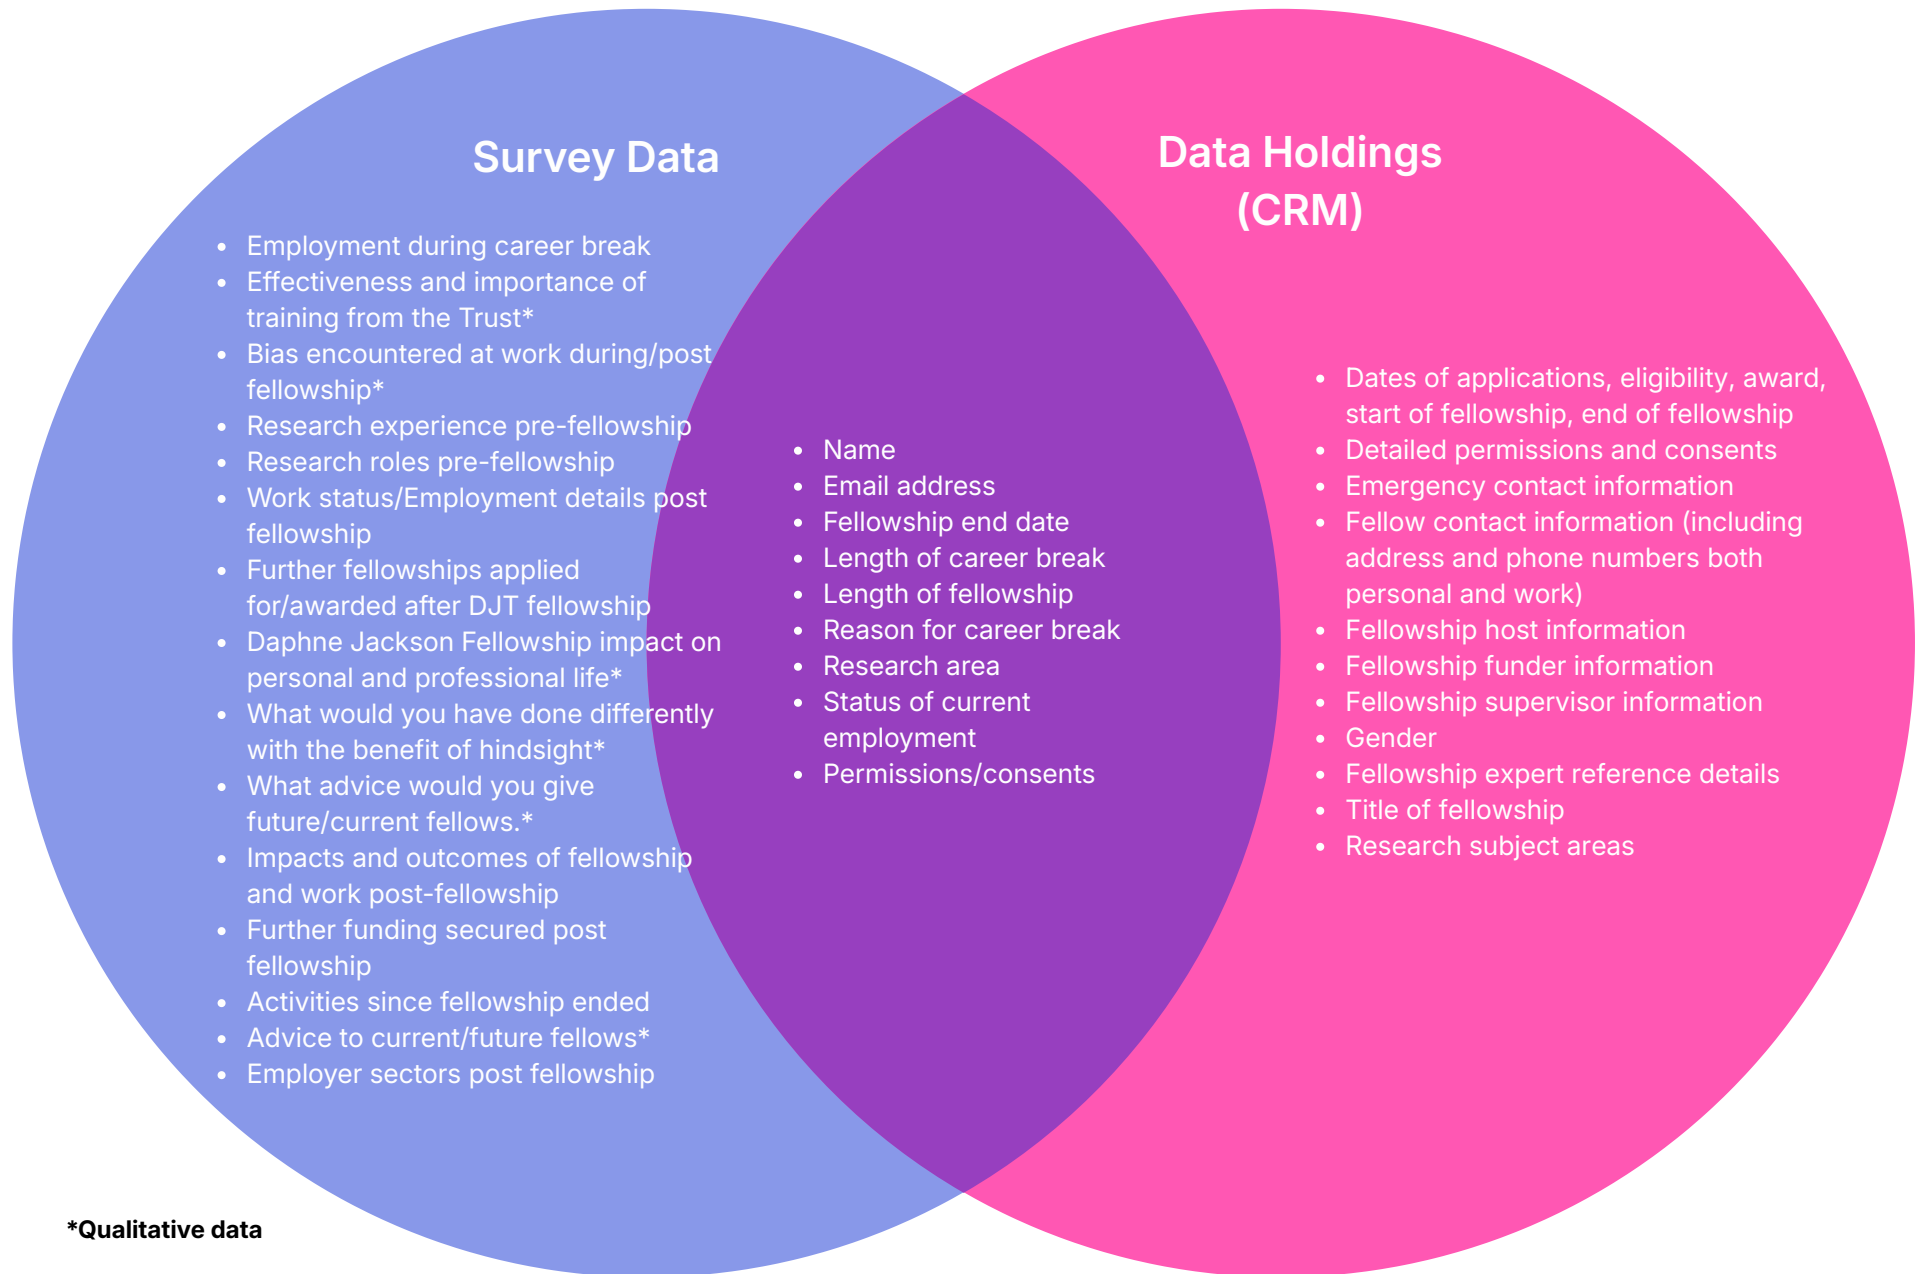 Survey Data
• Employment during career break
• Effectiveness and importance of
training from the Trust*
• Bias encountered at work during/post
fellowship*
• Research experience pre-fellowship
• Research roles pre-fellowship
• Work status/Employment details post
fellowship
• Further fellowships applied
for/awarded after DJT fellowship
• Daphne Jackson Fellowship impact on
personal and professional life*
• What would you have done differently
with the benefit of hindsight*
• What advice would you give
future/current fellows.*
• Impacts and outcomes of fellowship
and work post-fellowship
• Further funding secured post
fellowship
• Activities since fellowship ended
• Advice to current/future fellows*
• Employer sectors post fellowship
• Name
• Email address
• Fellowship end date
• Length of career break
• Length of fellowship
• Reason for career break
• Research area
• Status of current
employment
• Permissions/consents
Data Holdings
(CRM)
• Dates of applications, eligibility, award,
start of fellowship, end of fellowship
• Detailed permissions and consents
• Emergency contact information
• Fellow contact information (including
address and phone numbers both
personal and work)
• Fellowship host information
• Fellowship funder information
• Fellowship supervisor information
• Gender
• Fellowship expert reference details
• Title of fellowship
• Research subject areas
*Qualitative data